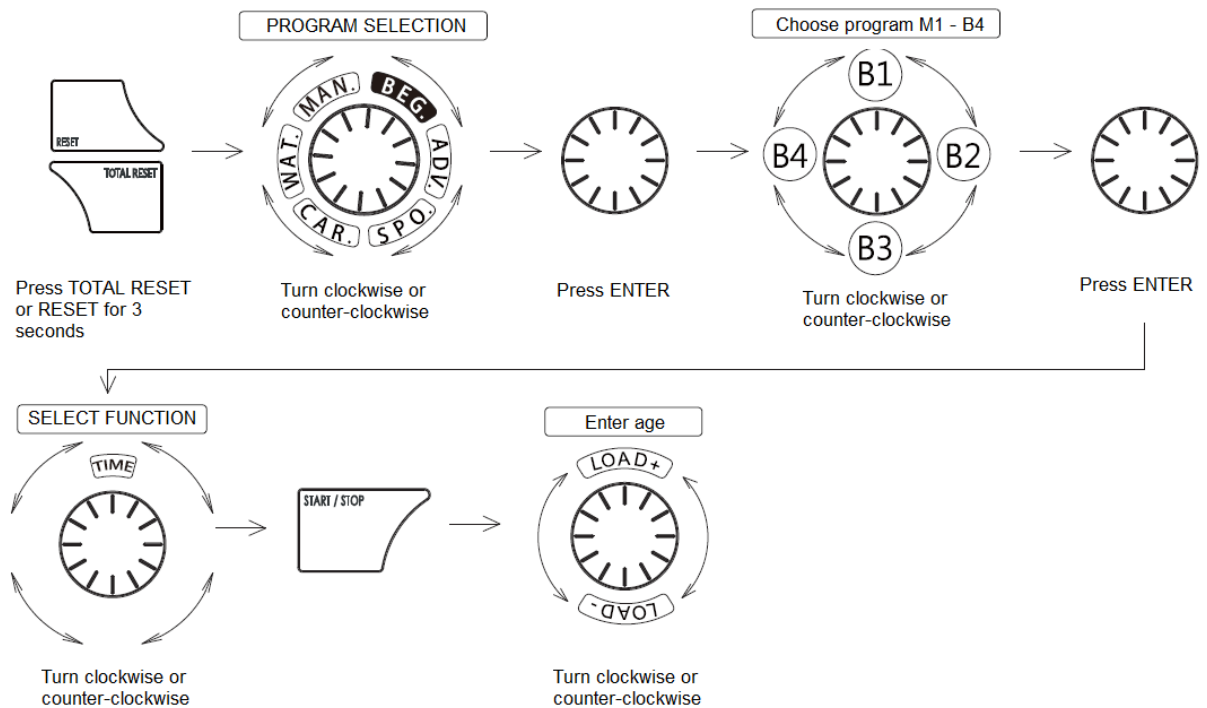 PROGRAM SELECTION
Choose program M1 - B4
RESET
TOTAL RESET
MAN.
BEG.
ADV.
SPO.
CAR.
WAT.
B1
B2
B3
B4
Press TOTAL RESET
or RESET for 3
seconds
Turn clockwise or
counter-clockwise
Press ENTER
Turn clockwise or
counter-clockwise
Press ENTER
SELECT FUNCTION
TIME
Turn clockwise or
counter-clockwise
START / STOP
Enter age
LOAD+
LOAD-
Turn clockwise or
counter-clockwise